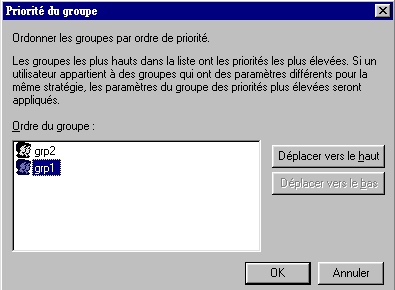 Priorité du groupe
Ordonner les groupes par ordre de priorité.
Les groupes les plus hauts dans la liste ont les priorités les plus élevées. Si un
utilisateur appartient à des groupes qui ont des paramètres différents pour la
même stratégie, les paramètres du groupe des priorités plus élevées seront
appliqués.
Ordre du groupe :
grp2
grp1
Déplacer vers le haut
Déplacer vers le bas
OK
Annuler